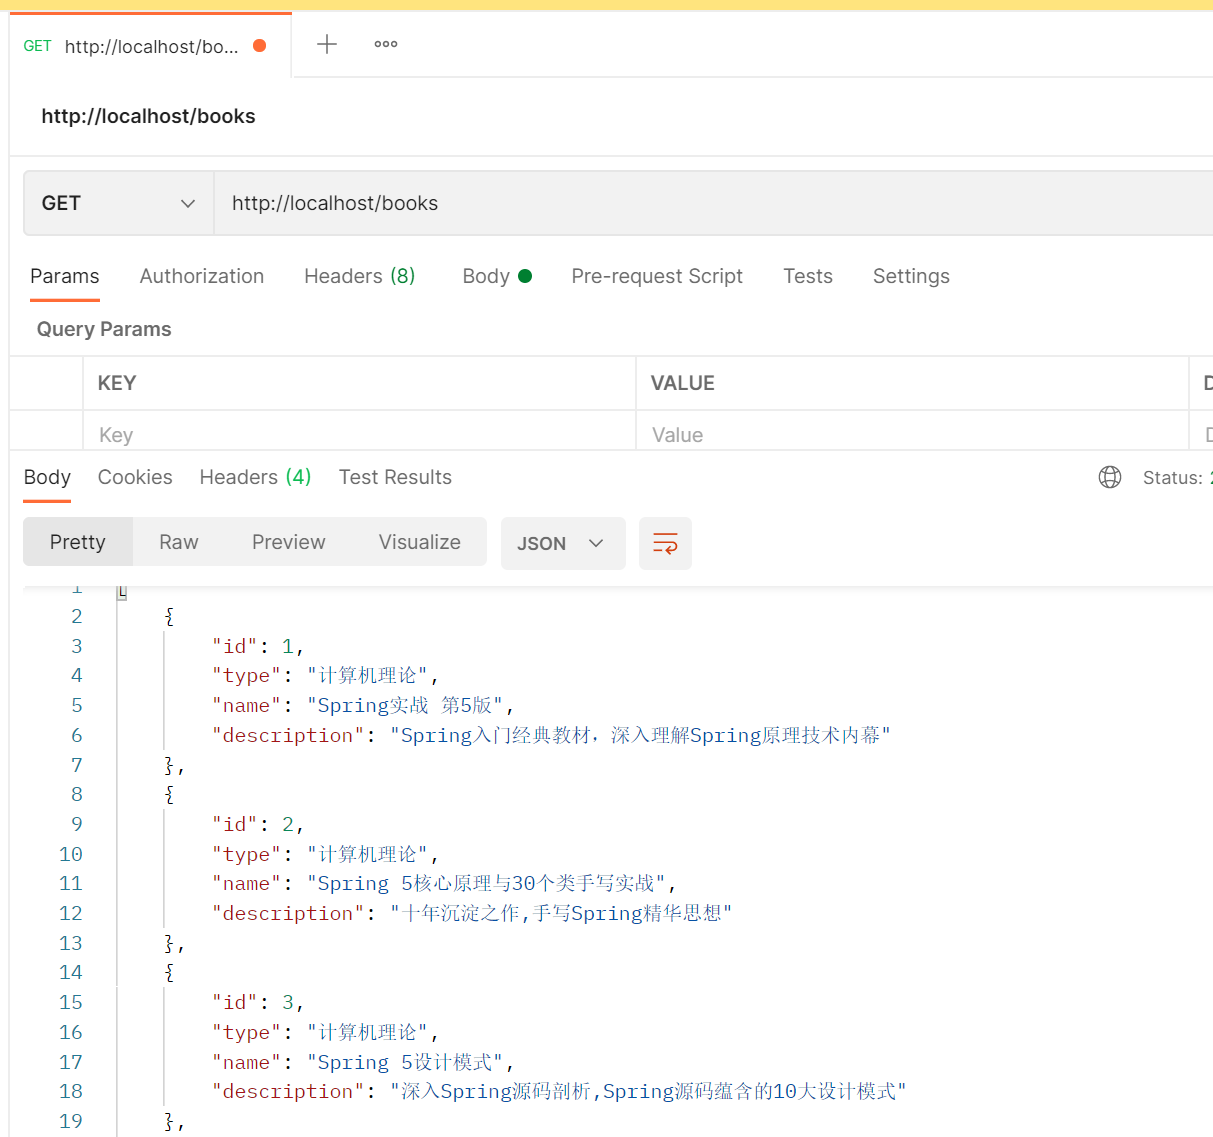 GET http://localhost/bo...
http://localhost/books
GET http://localhost/books
Params Authorization Headers (8) Body Pre-request Script Tests Settings
Query Params
KEY VALUE
Key Value
Body Cookies Headers (4) Test Results Status:
Pretty Raw Preview Visualize JSON
1 [
2 {
3 "id": 1,
4 "type": "计算机理论",
5 "name": "Spring实战 第5版",
6 "description": "Spring入门经典教材，深入理解Spring原理技术内幕"
7 },
8 {
9 "id": 2,
10 "type": "计算机理论",
11 "name": "Spring 5核心原理与30个类手写实战",
12 "description": "十年沉淀之作,手写Spring精华思想"
13 },
14 {
15 "id": 3,
16 "type": "计算机理论",
17 "name": "Spring 5设计模式",
18 "description": "深入Spring源码剖析,Spring源码蕴含的10大设计模式"
19 },